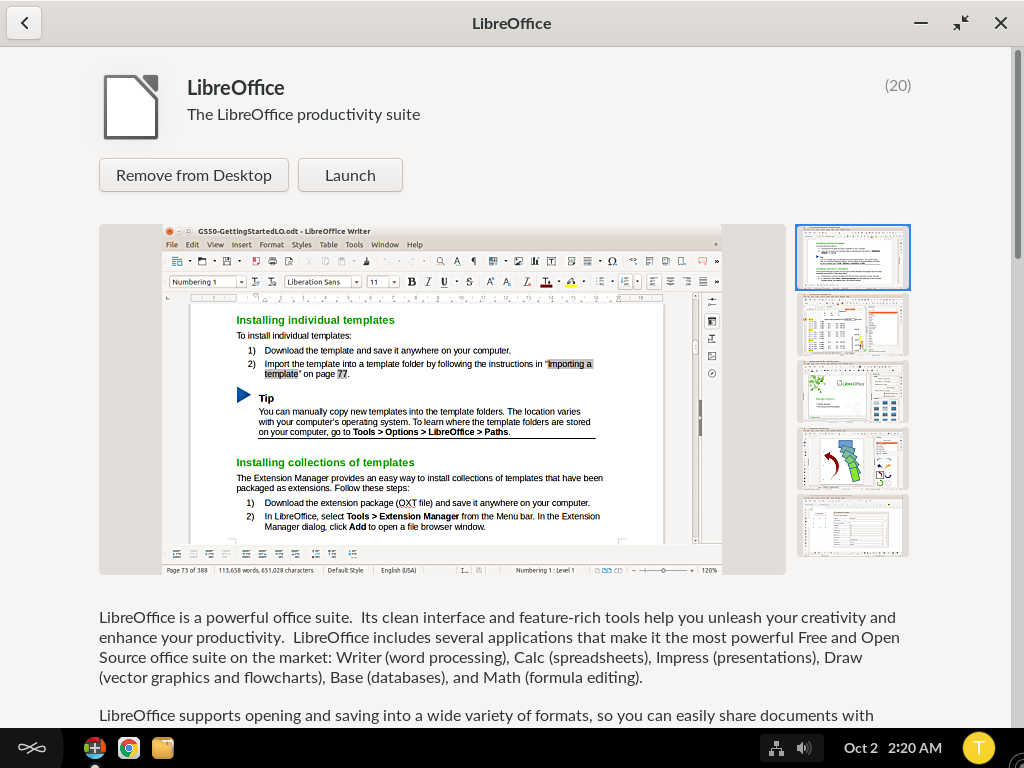 LibreOffice
LibreOffice
(20)
The LibreOffice productivity suite
Remove from Desktop
Launch
GS50-GettingStartedLO.odt - LibreOffice Writer
File Edit View Insert Format Styles Table Tools Window Help
Numbering 1 Liberation Sans 11
Installing individual templates
To install individual templates:
1) Download the template and save it anywhere on your computer.
2) Import the template into a template folder by following the instructions in "Importing a
template" on page 77.
Tip
You can manually copy new templates into the template folders. The location varies
with your computer's operating system. To learn where the template folders are stored
on your computer, go to Tools > Options > LibreOffice > Paths.
Installing collections of templates
The Extension Manager provides an easy way to install collections of templates that have been
packaged as extensions. Follow these steps:
1) Download the extension package (OXT file) and save it anywhere on your computer.
2) In LibreOffice, select Tools > Extension Manager from the Menu bar. In the Extension
Manager dialog, click Add to open a file browser window.
Page 73 of 388 113,658 words, 651,028 characters Default Style English (USA) Numbering 1 : Level 1 120%
LibreOffice is a powerful office suite. Its clean interface and feature-rich tools help you unleash your creativity and
enhance your productivity. LibreOffice includes several applications that make it the most powerful Free and Open
Source office suite on the market: Writer (word processing), Calc (spreadsheets), Impress (presentations), Draw
(vector graphics and flowcharts), Base (databases), and Math (formula editing).
LibreOffice supports opening and saving into a wide variety of formats, so you can easily share documents with
Oct 2 2:20 AM
T